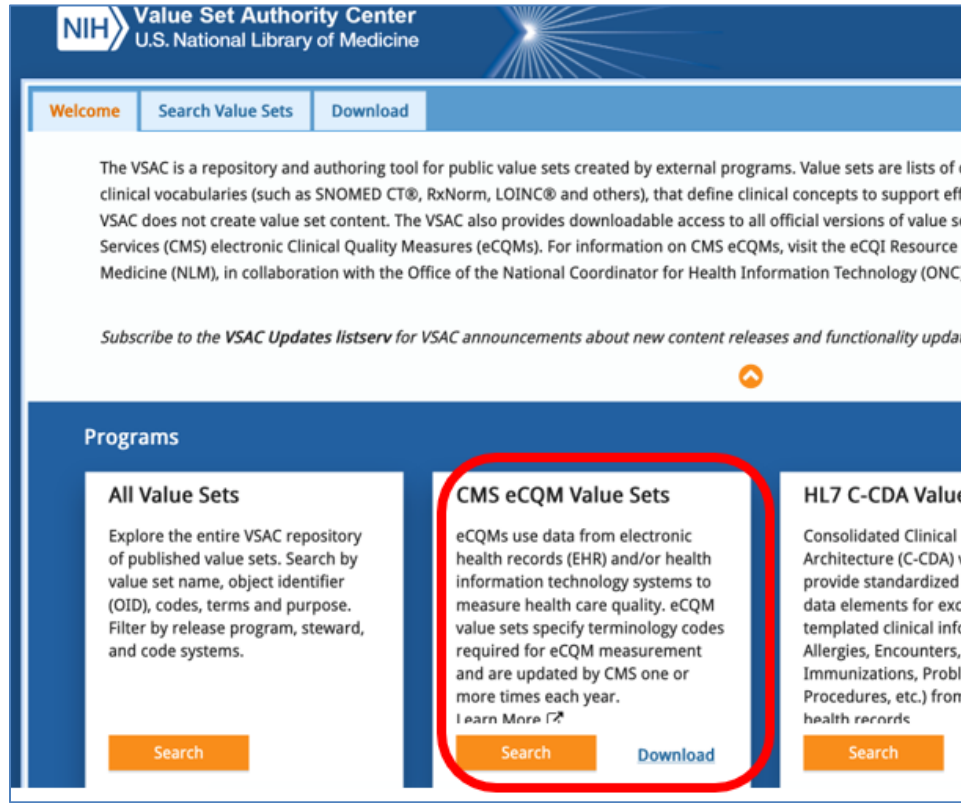 NIH
Value Set Authority Center
U.S. National Library of Medicine
Welcome
Search Value Sets
Download
The VSAC is a repository and authoring tool for public value sets created by external programs. Value sets are lists of
clinical vocabularies (such as SNOMED CT®, RxNorm, LOINC® and others), that define clinical concepts to support eff
VSAC does not create value set content. The VSAC also provides downloadable access to all official versions of value s
Services (CMS) electronic Clinical Quality Measures (eCQMs). For information on CMS eCQMs, visit the eCQI Resource
Medicine (NLM), in collaboration with the Office of the National Coordinator for Health Information Technology (ONC)
Subscribe to the VSAC Updates listserv for VSAC announcements about new content releases and functionality upda
Programs
All Value Sets
Explore the entire VSAC repository
of published value sets. Search by
value set name, object identifier
(OID), codes, terms and purpose.
Filter by release program, steward,
and code systems.
Search
CMS eCQM Value Sets
eCQMs use data from electronic
health records (EHR) and/or health
information technology systems to
measure health care quality. eCQM
value sets specify terminology codes
required for eCQM measurement
and are updated by CMS one or
more times each year.
Learn More
Search
Download
HL7 C-CDA Value
Consolidated Clinical
Architecture (C-CDA)
provide standardized
data elements for exc
templated clinical info
Allergies, Encounters,
Immunizations, Probl
Procedures, etc.) from
health records
Search